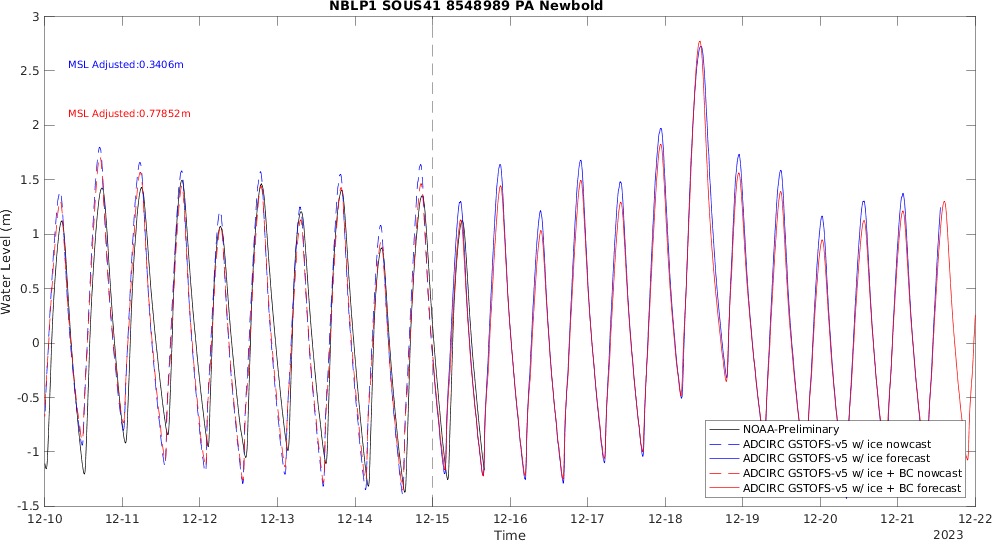 NBLP1 SOUS41 8548989 PA Newbold
3
2.5
2
1.5
1
0.5
0
-0.5
-1
-1.5
Water Level (m)
MSL Adjusted:0.3406m
MSL Adjusted:0.77852m
NOAA-Preliminary
ADCIRC GSTOFS-v5 w/ ice nowcast
ADCIRC GSTOFS-v5 w/ ice forecast
ADCIRC GSTOFS-v5 w/ ice + BC nowcast
ADCIRC GSTOFS-v5 w/ ice + BC forecast
12-10 12-11 12-12 12-13 12-14 12-15 12-16 12-17 12-18 12-19 12-20 12-21 12-22
Time
2023